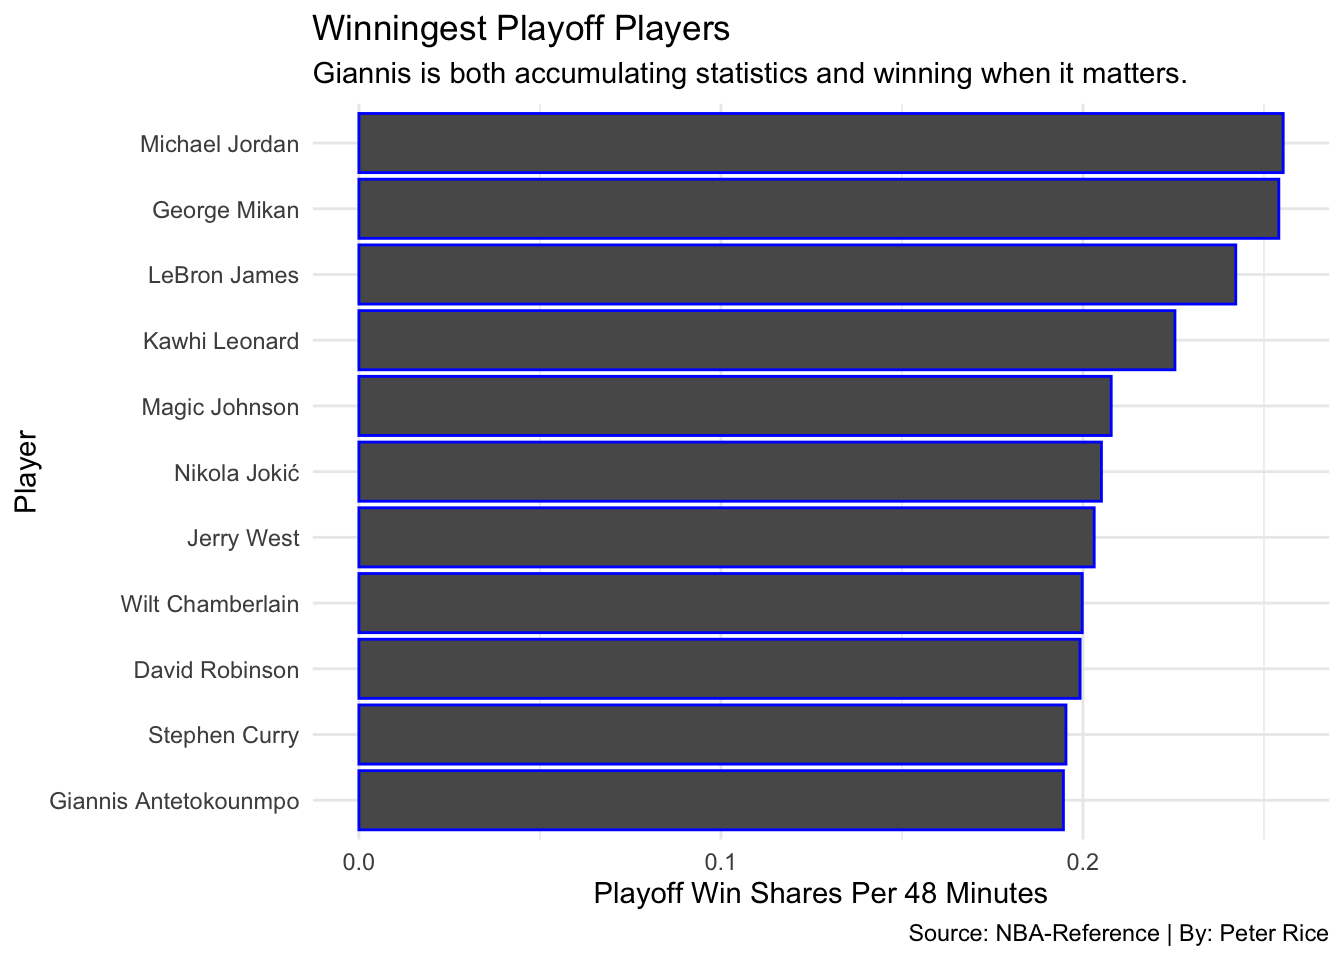 Winningest Playoff Players
Giannis is both accumulating statistics and winning when it matters.
Player
Michael Jordan
George Mikan
LeBron James
Kawhi Leonard
Magic Johnson
Nikola Jokić
Jerry West
Wilt Chamberlain
David Robinson
Stephen Curry
Giannis Antetokounmpo
0.0 0.1 0.2
Playoff Win Shares Per 48 Minutes
Source: NBA-Reference | By: Peter Rice